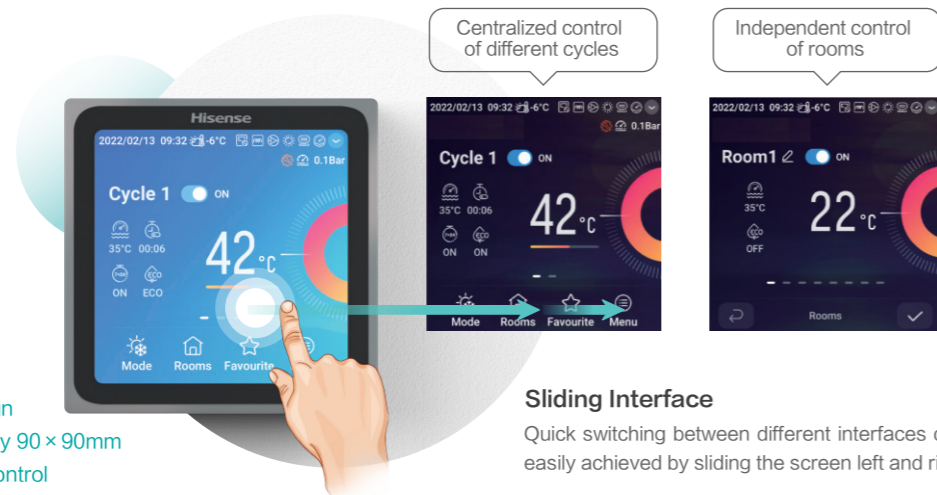 Centralized control
of different cycles
Independent control
of rooms
Hisense
2022/02/13 09:32 -6°C
0.1Bar
Cycle 1 ON
35°C 00:06
42°C
ON ECO
Mode Rooms Favourite
2022/02/13 09:32 -6°C
0.1Bar
Cycle 1 ON
35°C 00:06
42°C
ECO
ON ON
Mode Rooms Favourite Menu
2022/02/13 09:32 -6°C
Room1 ON
35°C
22°C
ECO
OFF
Rooms
y 90×90mm
ontrol
Sliding Interface
Quick switching between different interfaces
easily achieved by sliding the screen left and